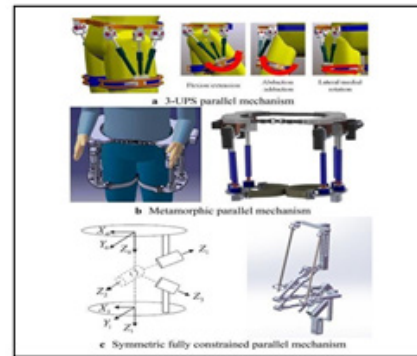 Flexion extension
Abduction
adduction
Lateral/medial
rotation
a 3-UPS parallel mechanism
b Metamorphic parallel mechanism
c Symmetric fully constrained parallel mechanism